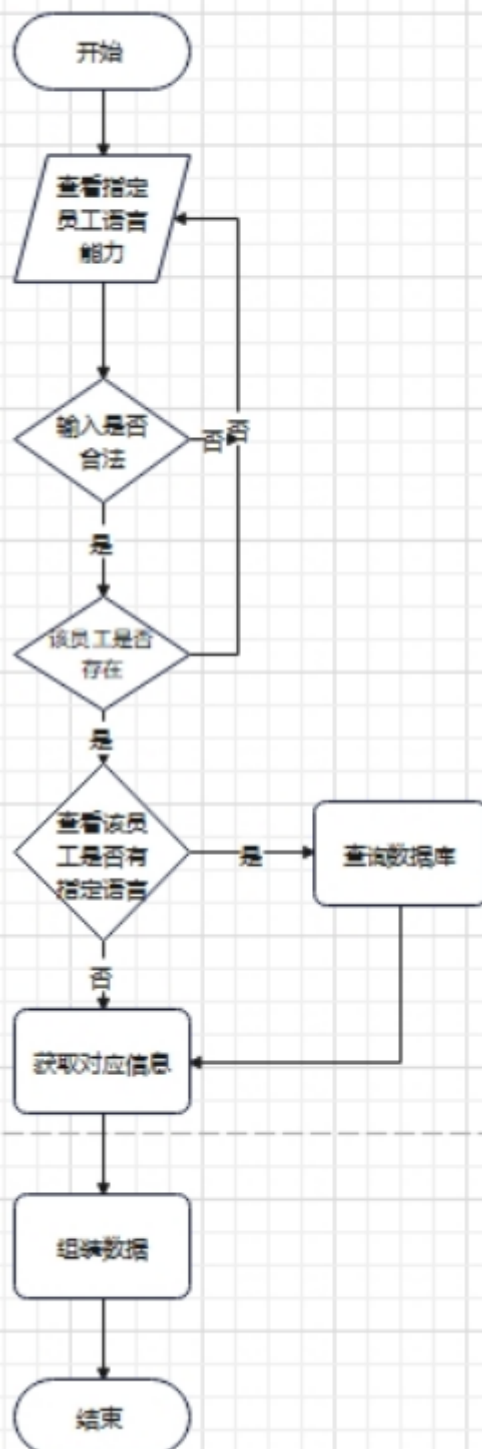 开始
查看指定
员工语言
能力
输入是否
合法
否
否
是
该员工是否
存在
是
查看该员
工是否有
指定语言
是
查询数据库
否
获取对应信息
组装数据
结束